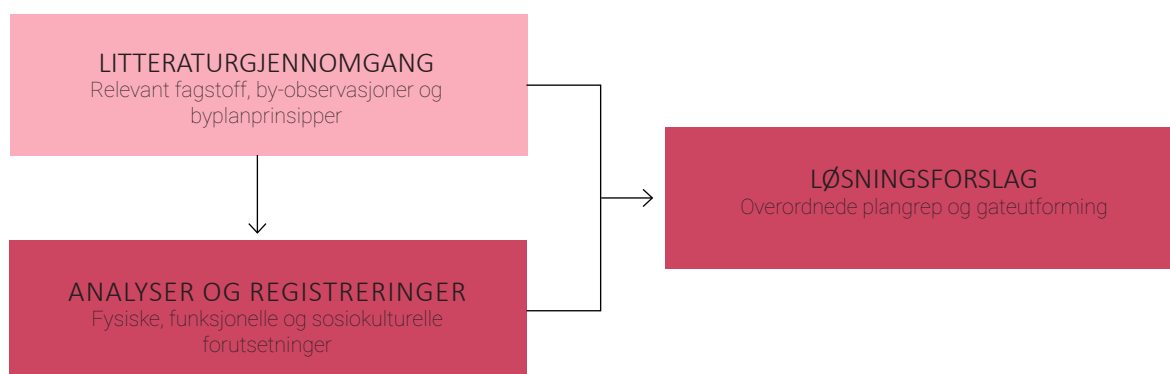 LITTERATURGJENNOMGANG
Relevant fagstoff, by-observasjoner og
byplanprinsipper
ANALYSER OG REGISTRERINGER
Fysiske, funksjonelle og sosiokulturelle
forutsetninger
LØSNINGSFORSLAG
Overordnede plangrep og gateutforming